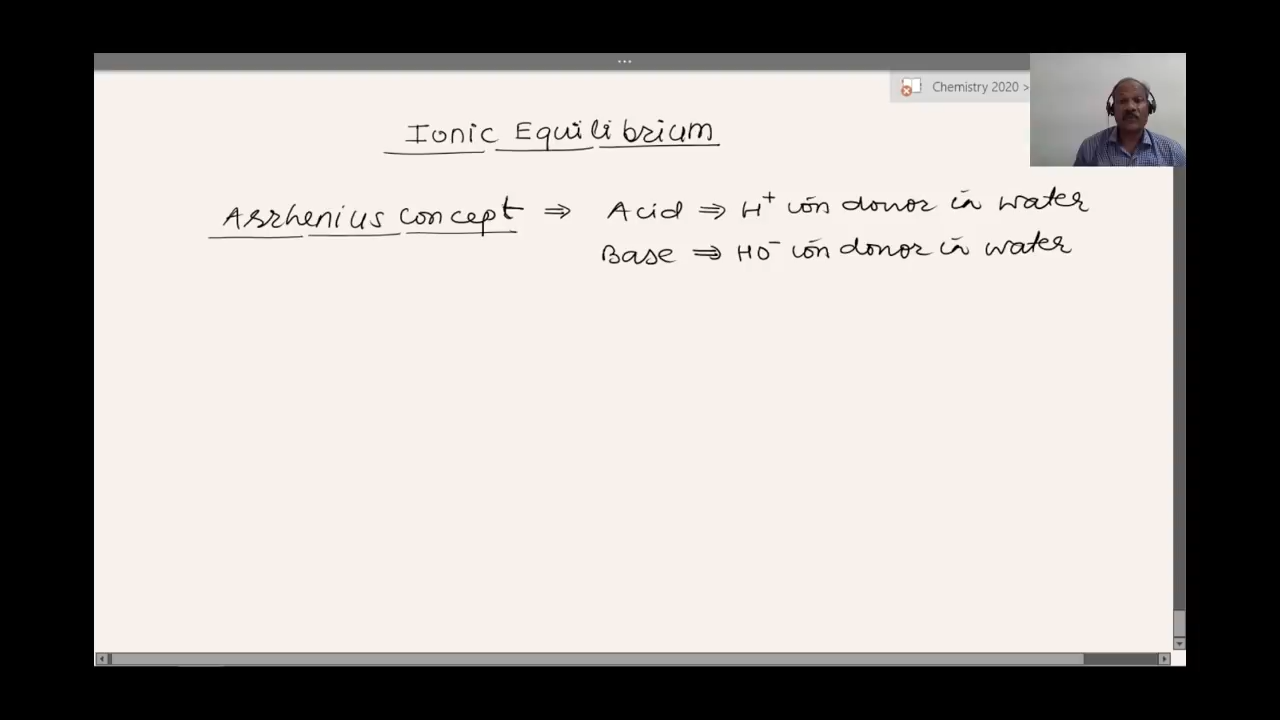 Chemistry 2020 >
Ionic Equilibrium
Arrhenius concept ⇒ Acid ⇒ H⁺ ion donor in water
Base ⇒ HO⁻ ion donor in water